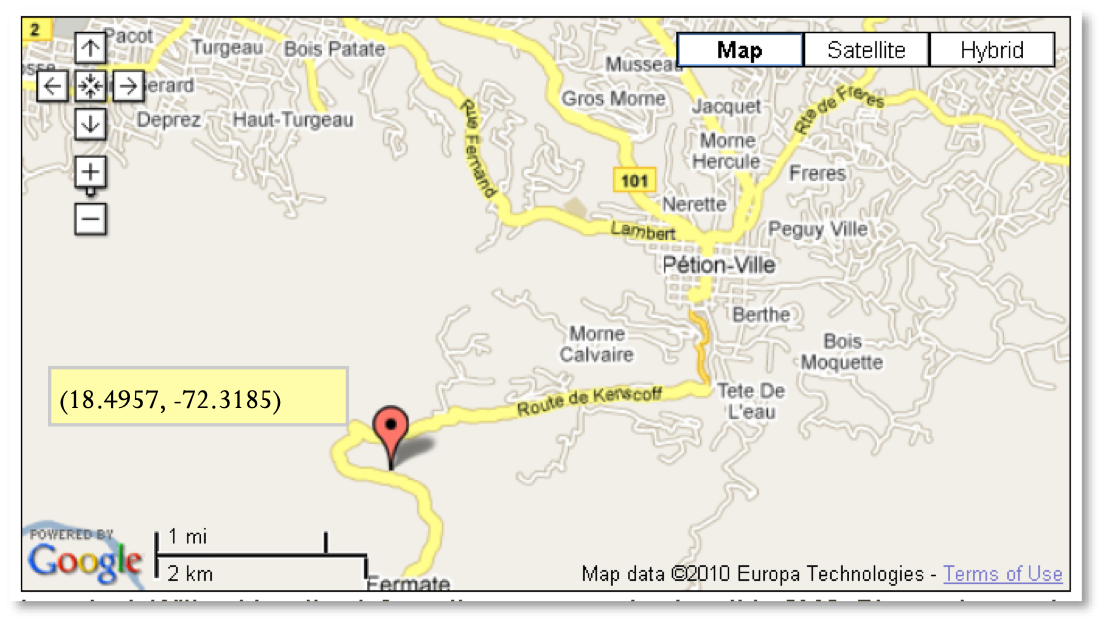 2
Pacot
Turgeau
Bois Patate
Musseau
Map
Satellite
Hybrid
Gros Morne
Jacquet
Rte de Freres
Deprez
Haut-Turgeau
Rue Fernand
Morne
Hercule
Freres
101
Nerette
Lambert
Peguy Ville
Pétion-Ville
Berthe
Morne
Calvaire
Bois
Moquette
(18.4957, -72.3185)
Route de Kenscoff
Tete De
L'eau
POWERED BY
Google
1 mi
2 km
Fermate
Map data ©2010 Europa Technologies - Terms of Use